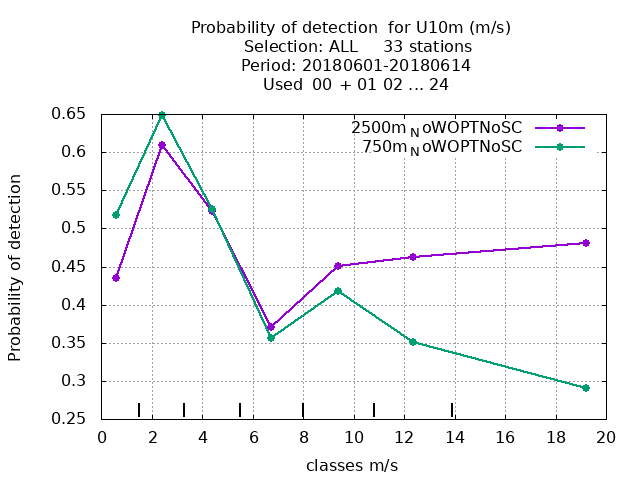 Probability of detection  for U10m (m/s)
Selection: ALL     33 stations
Period: 20180601-20180614
Used  00 + 01 02 ... 24
2500m_NoWOPTNoSC
750m_NoWOPTNoSC
Probability of detection
0.65
0.6
0.55
0.5
0.45
0.4
0.35
0.3
0.25
0 2 4 6 8 10 12 14 16 18 20
classes m/s